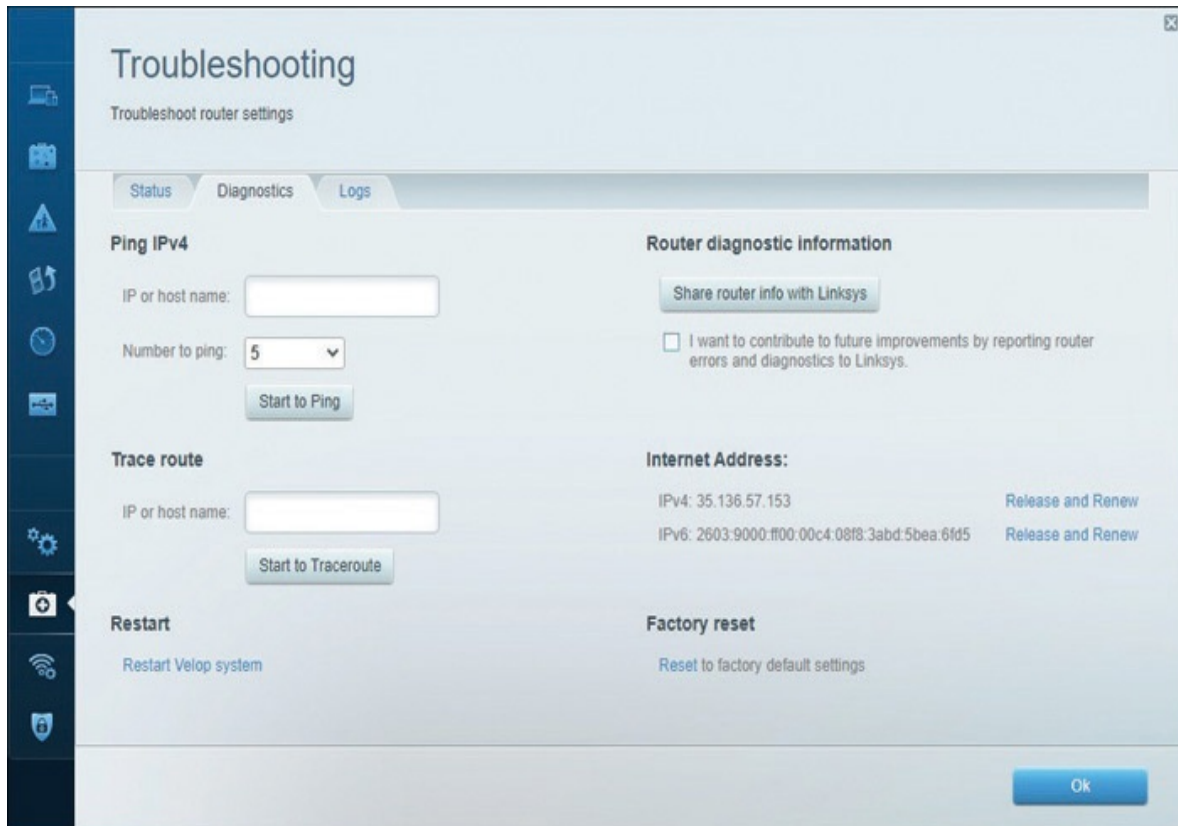 Troubleshooting
Troubleshoot router settings
Status
Diagnostics
Logs
Ping IPv4
IP or host name:
Number to ping:
5
Start to Ping
Trace route
IP or host name:
Start to Traceroute
Restart
Restart Velop system
Router diagnostic information
Share router info with Linksys
I want to contribute to future improvements by reporting router
errors and diagnostics to Linksys.
Internet Address:
IPv4: 35.136.57.153
Release and Renew
IPv6: 2603:9000:ff00:00c4:08f8:3abd:5bea:6fd5
Release and Renew
Factory reset
Reset to factory default settings
Ok